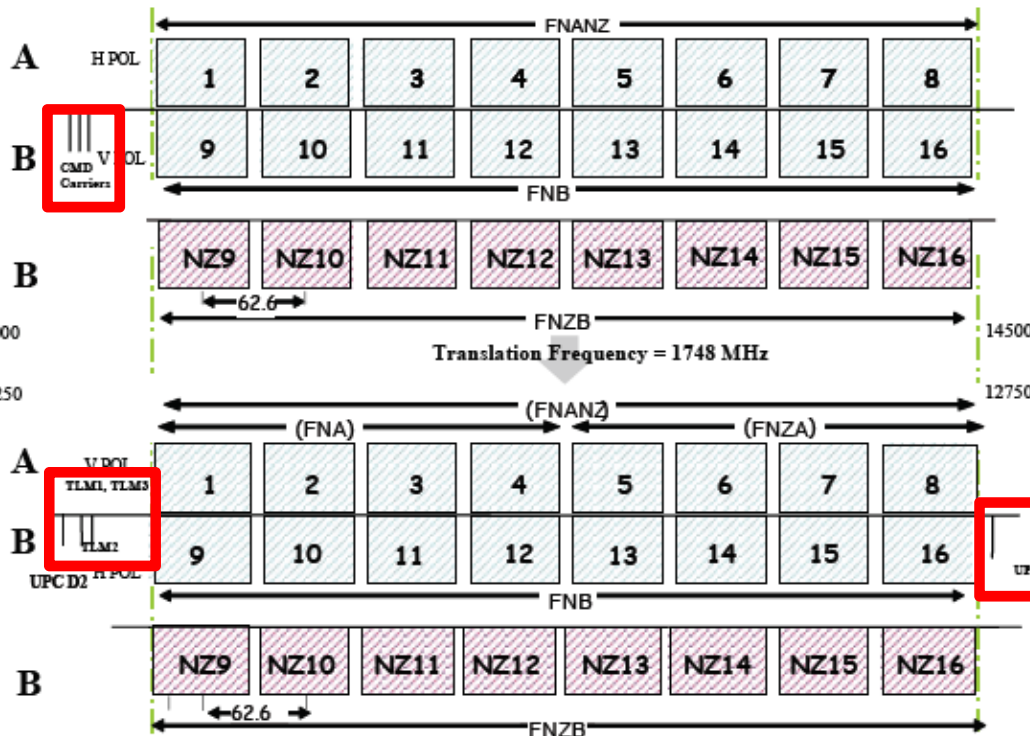 FNANZ
A H POL 1 2 3 4 5 6 7 8
B V POL 9 10 11 12 13 14 15 16
CMD
Carriers
FNB
B NZ9 NZ10 NZ11 NZ12 NZ13 NZ14 NZ15 NZ16
62.6
FNZB
00 14500
Translation Frequency = 1748 MHz
250 12750
(FNANZ)
(FNA) (FNZA)
A V POL 1 2 3 4 5 6 7 8
TLM1, TLM3
B TLM2 9 10 11 12 13 14 15 16
UPC D2 H POL UP
FNB
B NZ9 NZ10 NZ11 NZ12 NZ13 NZ14 NZ15 NZ16
62.6
FNZB